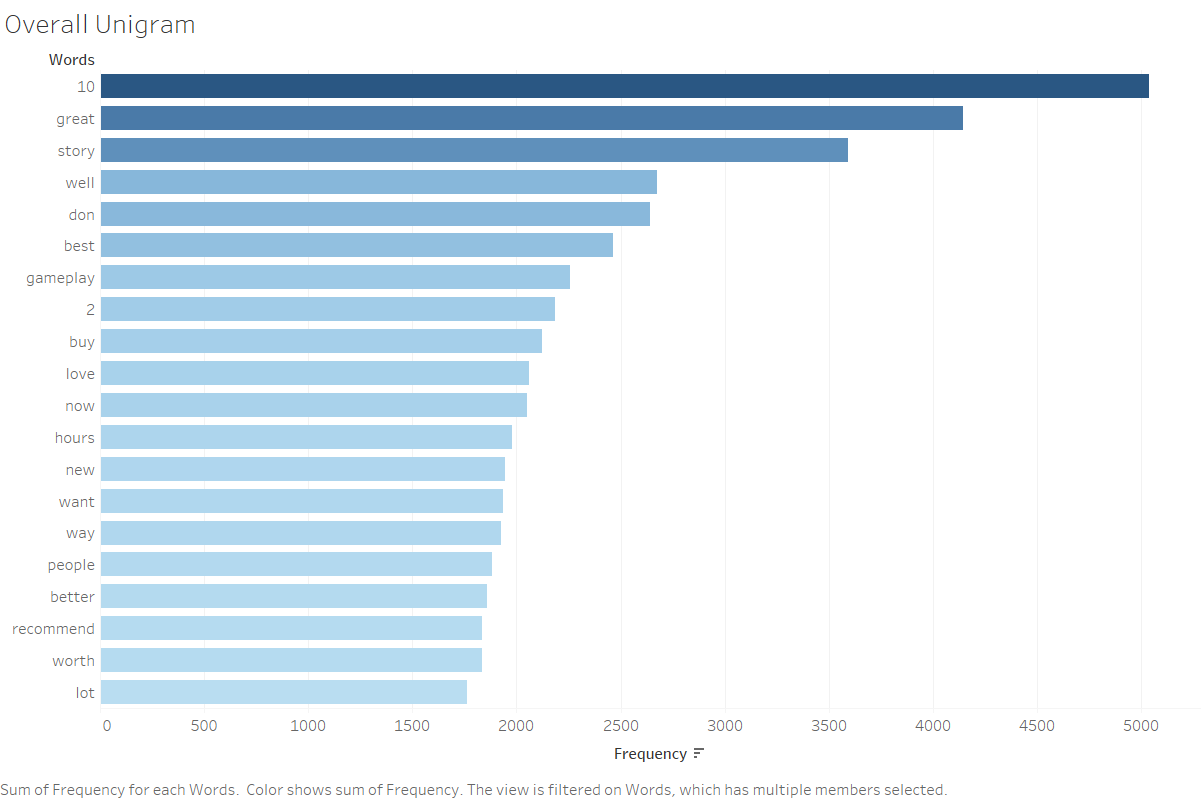 Overall Unigram
Words
10
great
story
well
don
best
gameplay
2
buy
love
now
hours
new
want
way
people
better
recommend
worth
lot
0 500 1000 1500 2000 2500 3000 3500 4000 4500 5000
Frequency
Sum of Frequency for each Words. Color shows sum of Frequency. The view is filtered on Words, which has multiple members selected.